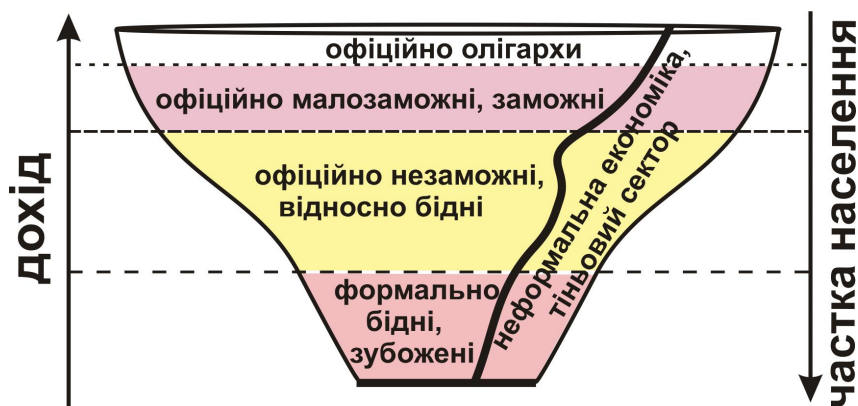 дохід
офіційно олігархи
офіційно малозаможні, заможні
офіційно незаможні,
відносно бідні
формально
бідні,
зубожені
неформальна економіка,
тіньовий сектор
частка населення